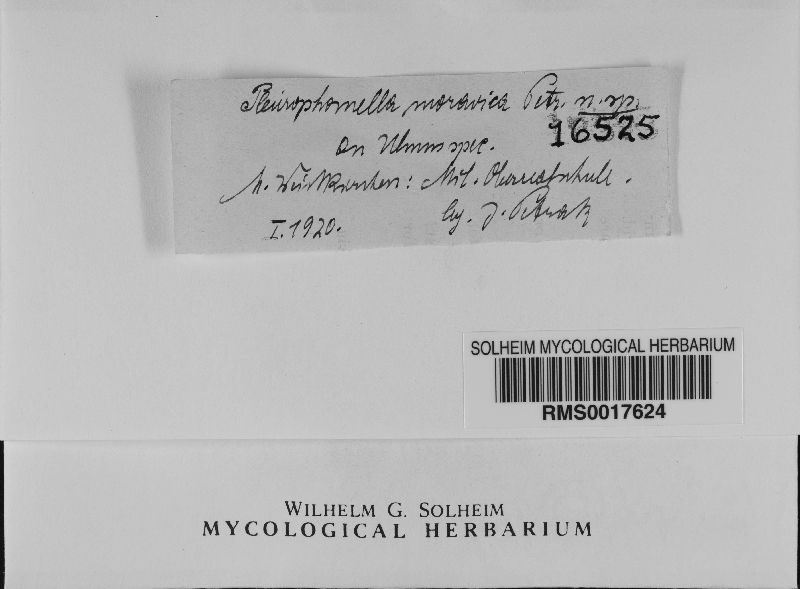 Pleurophomella moravica Petr. n. sp.
16525
an Ulmus spec.
M. Weisskirchen: Mil. Oberrealschule.
I. 1920. lg. J. Petrak
SOLHEIM MYCOLOGICAL HERBARIUM
RMS0017624
WILHELM G. SOLHEIM
MYCOLOGICAL HERBARIUM